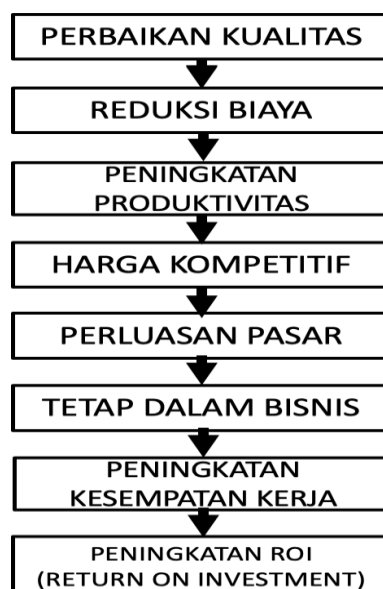 PERBAIKAN KUALITAS
REDUKSI BIAYA
PENINGKATAN
PRODUKTIVITAS
HARGA KOMPETITIF
PERLUASAN PASAR
TETAP DALAM BISNIS
PENINGKATAN
KESEMPATAN KERJA
PENINGKATAN ROI
(RETURN ON INVESTMENT)